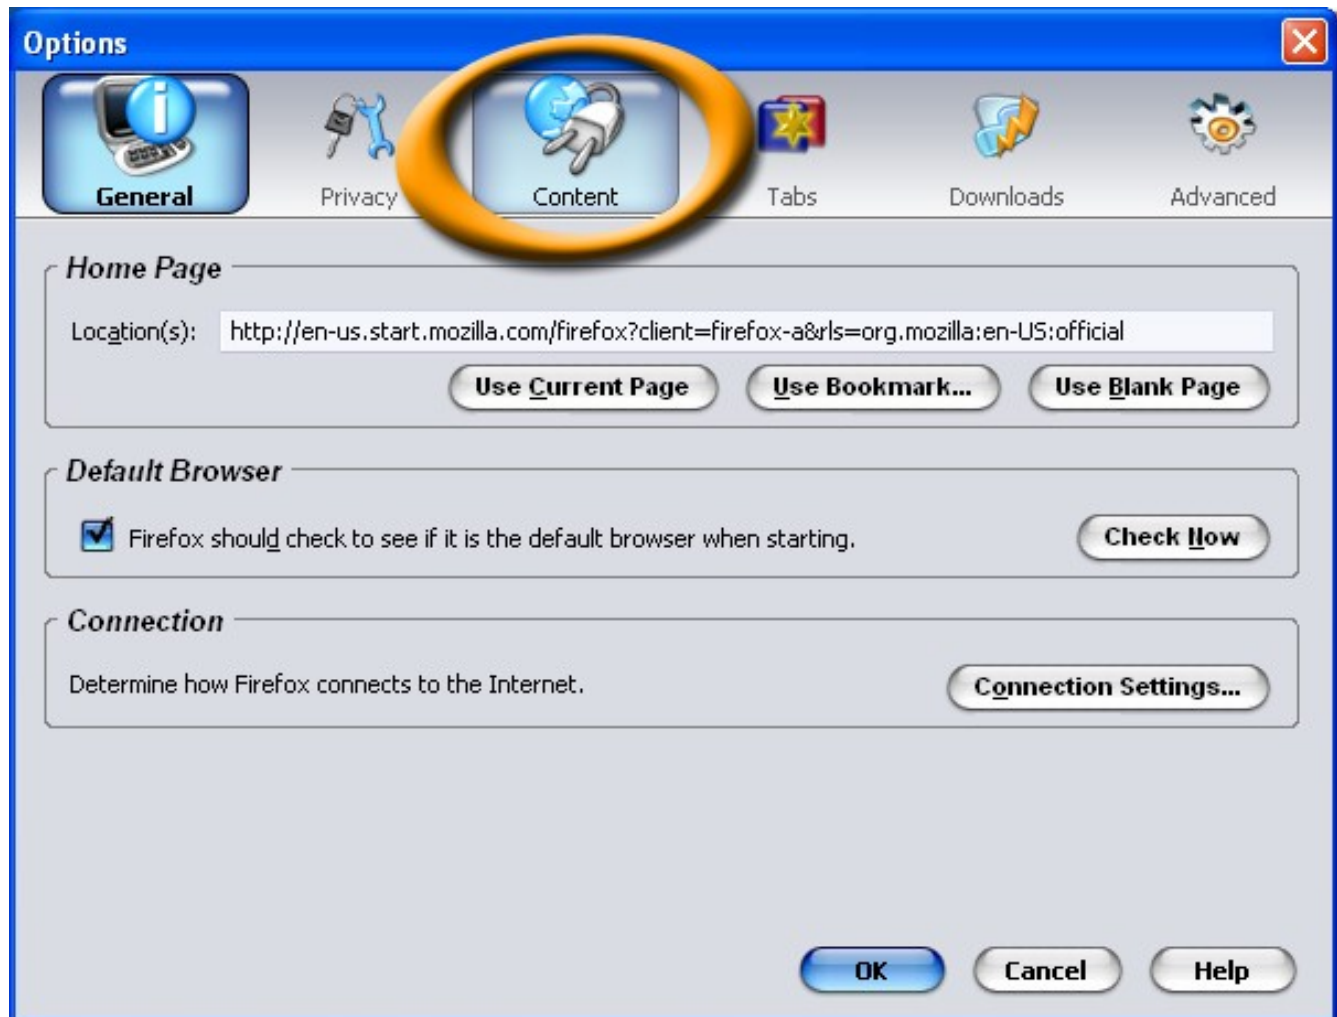 Options
General Privacy Content Tabs Downloads Advanced
Home Page
Location(s): http://en-us.start.mozilla.com/firefox?client=firefox-a&rls=org.mozilla:en-US:official
Use Current Page Use Bookmark... Use Blank Page
Default Browser
Firefox should check to see if it is the default browser when starting. Check Now
Connection
Determine how Firefox connects to the Internet. Connection Settings...
OK Cancel Help